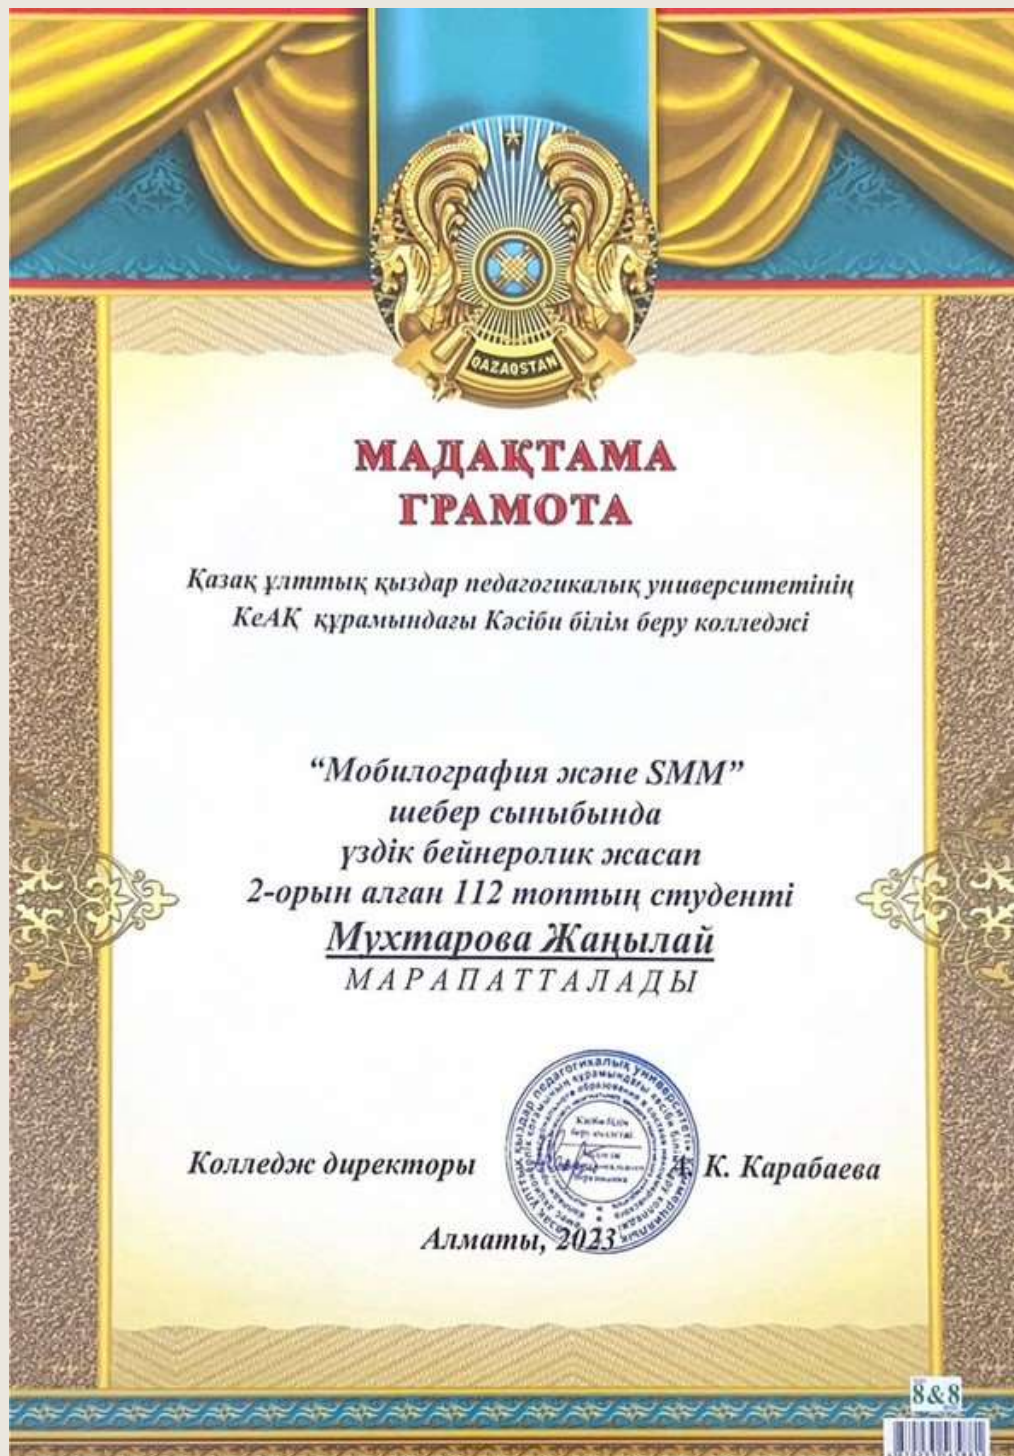 QAZAQSTAN
МАДАҚТАМА
ГРАМОТА
Қазақ ұлттық қыздар педагогикалық университетінің
КеАҚ құрамындағы Кәсіби білім беру колледжі
“Мобилография және SMM”
шебер сыныбында
үздік бейнеролик жасап
2-орын алған 112 топтың студенті
Мұхтарова Жаңылай
МАРАПАТТАЛАДЫ
Колледж директоры
К. Карабаева
Алматы, 2023
8&8